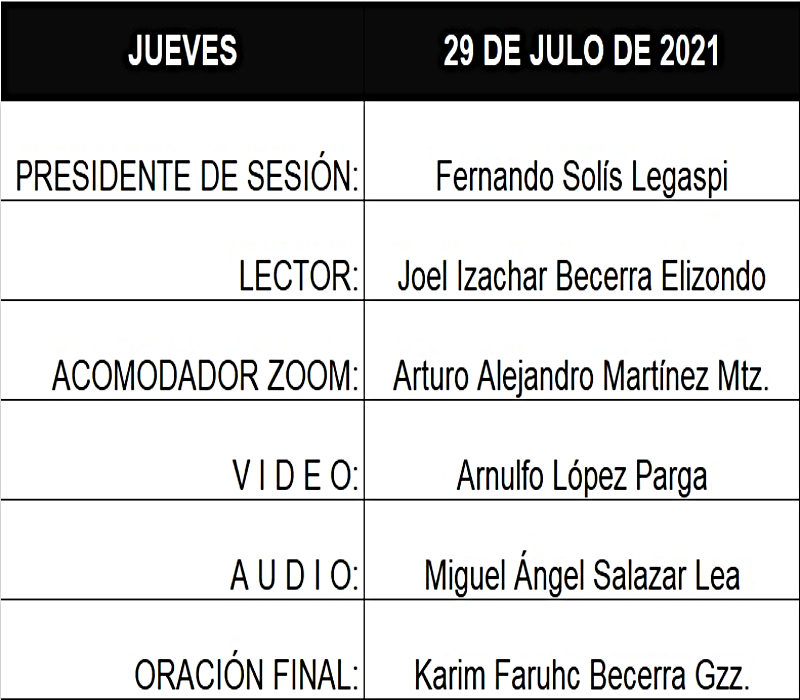 JUEVES 29 DE JULO DE 2021
PRESIDENTE DE SESIÓN: Fernando Solís Legaspi
LECTOR: Joel Izachar Becerra Elizondo
ACOMODADOR ZOOM: Arturo Alejandro Martínez Mtz.
V I D E O: Arnulfo López Parga
A U D I O: Miguel Ángel Salazar Lea
ORACIÓN FINAL: Karim Faruhc Becerra Gzz.